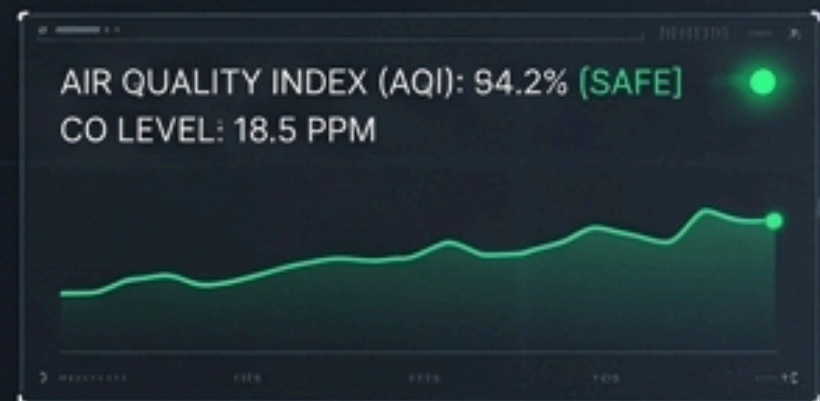 AIR QUALITY INDEX (AQI): 94.2% [SAFE]
CO LEVEL: 18.5 PPM